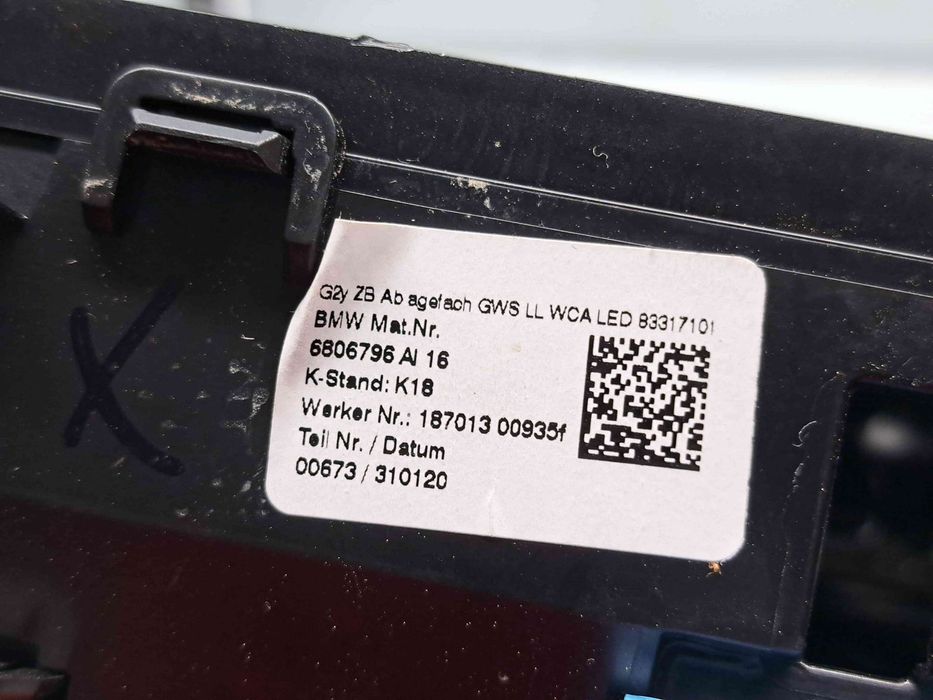 G2y ZB Ablagefach GWS LL WCA LED 83317101
BMW Mat.Nr.
6806796 AI 16
K-Stand: K18
Werker Nr.: 187013 00935f
Teil Nr. / Datum
00673 / 310120
X